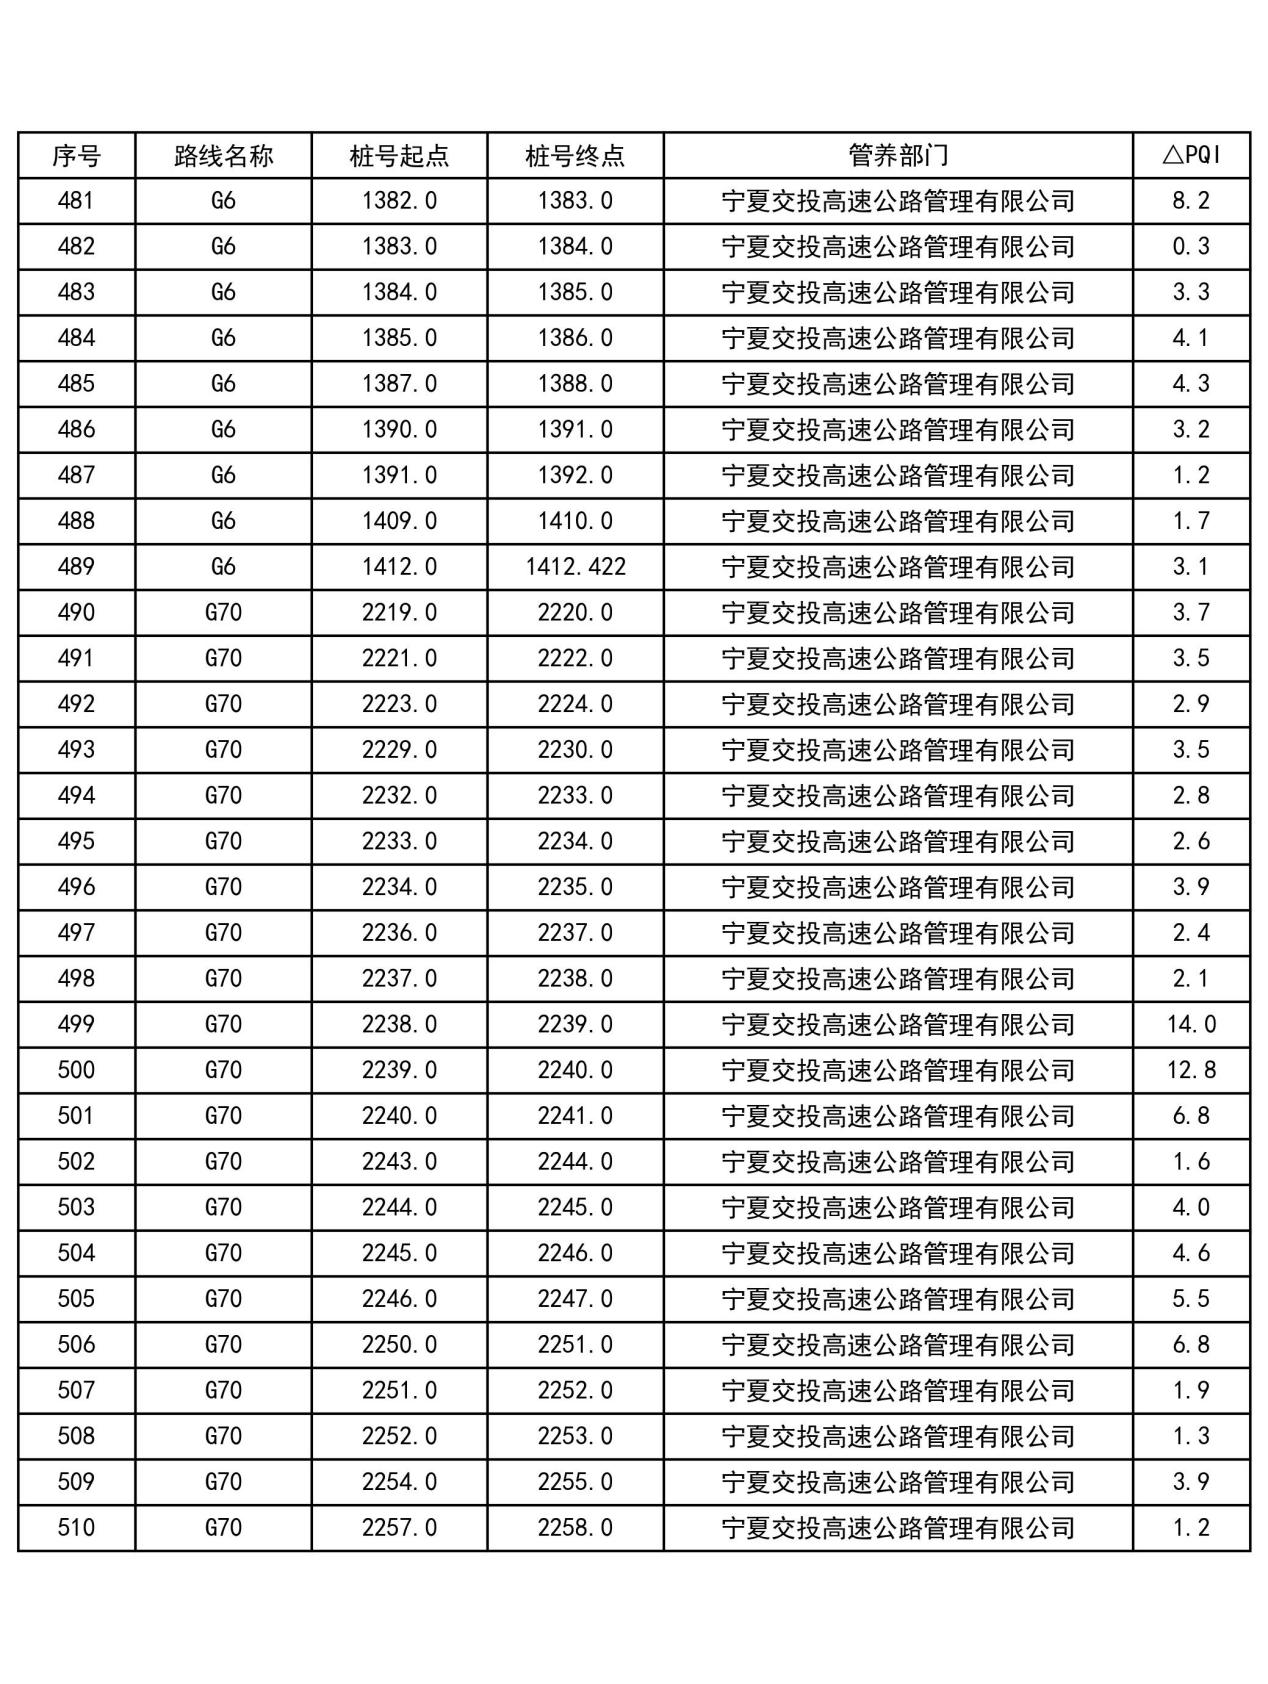 序号 路线名称 桩号起点 桩号终点 管养部门 △PQI
481 G6 1382.0 1383.0 宁夏交投高速公路管理有限公司 8.2
482 G6 1383.0 1384.0 宁夏交投高速公路管理有限公司 0.3
483 G6 1384.0 1385.0 宁夏交投高速公路管理有限公司 3.3
484 G6 1385.0 1386.0 宁夏交投高速公路管理有限公司 4.1
485 G6 1387.0 1388.0 宁夏交投高速公路管理有限公司 4.3
486 G6 1390.0 1391.0 宁夏交投高速公路管理有限公司 3.2
487 G6 1391.0 1392.0 宁夏交投高速公路管理有限公司 1.2
488 G6 1409.0 1410.0 宁夏交投高速公路管理有限公司 1.7
489 G6 1412.0 1412.422 宁夏交投高速公路管理有限公司 3.1
490 G70 2219.0 2220.0 宁夏交投高速公路管理有限公司 3.7
491 G70 2221.0 2222.0 宁夏交投高速公路管理有限公司 3.5
492 G70 2223.0 2224.0 宁夏交投高速公路管理有限公司 2.9
493 G70 2229.0 2230.0 宁夏交投高速公路管理有限公司 3.5
494 G70 2232.0 2233.0 宁夏交投高速公路管理有限公司 2.8
495 G70 2233.0 2234.0 宁夏交投高速公路管理有限公司 2.6
496 G70 2234.0 2235.0 宁夏交投高速公路管理有限公司 3.9
497 G70 2236.0 2237.0 宁夏交投高速公路管理有限公司 2.4
498 G70 2237.0 2238.0 宁夏交投高速公路管理有限公司 2.1
499 G70 2238.0 2239.0 宁夏交投高速公路管理有限公司 14.0
500 G70 2239.0 2240.0 宁夏交投高速公路管理有限公司 12.8
501 G70 2240.0 2241.0 宁夏交投高速公路管理有限公司 6.8
502 G70 2243.0 2244.0 宁夏交投高速公路管理有限公司 1.6
503 G70 2244.0 2245.0 宁夏交投高速公路管理有限公司 4.0
504 G70 2245.0 2246.0 宁夏交投高速公路管理有限公司 4.6
505 G70 2246.0 2247.0 宁夏交投高速公路管理有限公司 5.5
506 G70 2250.0 2251.0 宁夏交投高速公路管理有限公司 6.8
507 G70 2251.0 2252.0 宁夏交投高速公路管理有限公司 1.9
508 G70 2252.0 2253.0 宁夏交投高速公路管理有限公司 1.3
509 G70 2254.0 2255.0 宁夏交投高速公路管理有限公司 3.9
510 G70 2257.0 2258.0 宁夏交投高速公路管理有限公司 1.2